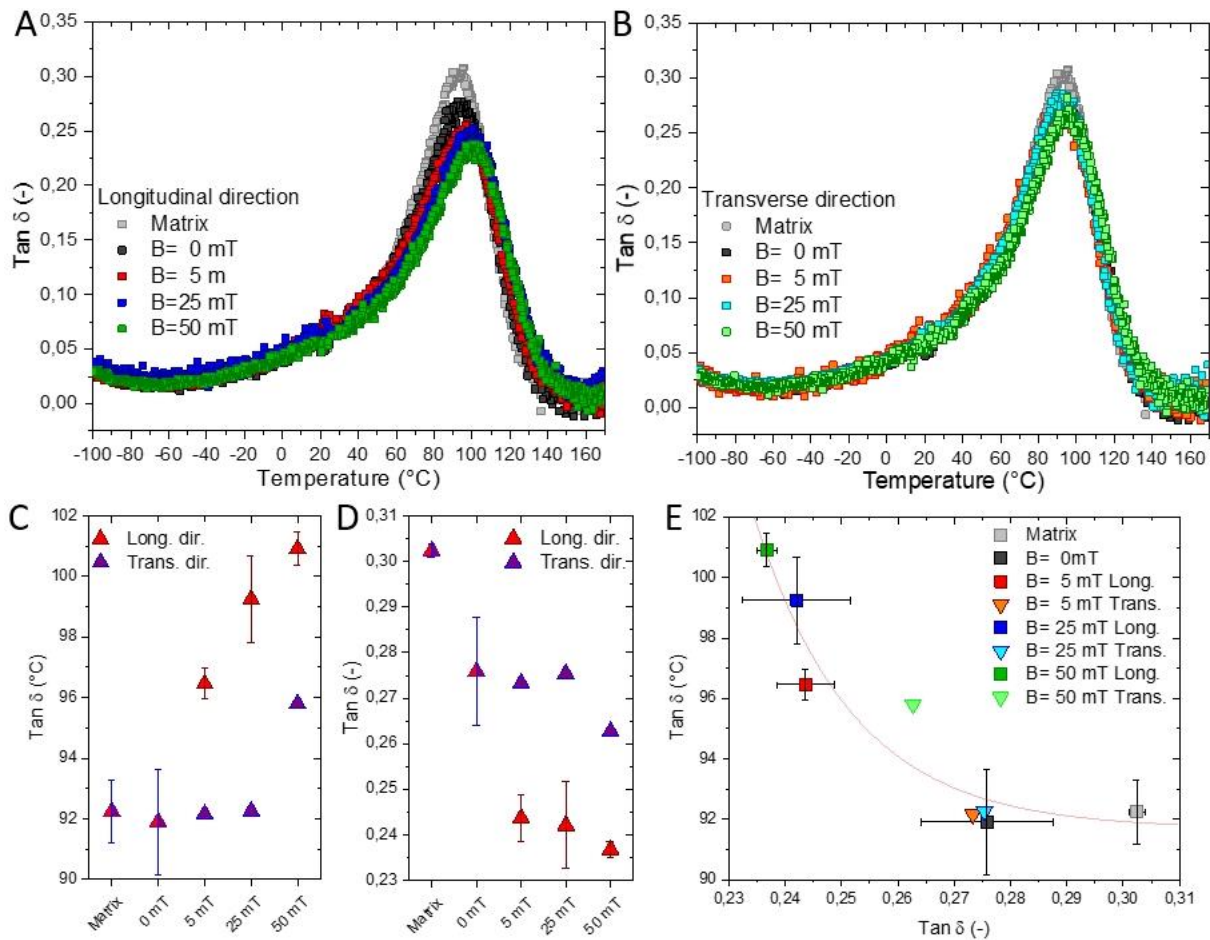 A
0,35
0,30
0,25
0,20
0,15
0,10
0,05
0,00
Tan δ (-)
Longitudinal direction
Matrix
B= 0 mT
B= 5 m
B=25 mT
B=50 mT
-100 -80 -60 -40 -20 0 20 40 60 80 100 120 140 160
Temperature (°C)
B
0,35
0,30
0,25
0,20
0,15
0,10
0,05
0,00
Tan δ (-)
Transverse direction
Matrix
B= 0 mT
B= 5 mT
B=25 mT
B=50 mT
-100 -80 -60 -40 -20 0 20 40 60 80 100 120 140 160
Temperature (°C)
C
102
100
98
96
94
92
90
Tan δ (°C)
Long. dir.
Trans. dir.
Matrix
0 mT
5 mT
25 mT
50 mT
D
0,31
0,30
0,29
0,28
0,27
0,26
0,25
0,24
0,23
Tan δ (-)
Long. dir.
Trans. dir.
Matrix
0 mT
5 mT
25 mT
50 mT
E
102
100
98
96
94
92
90
Tan δ (°C)
Matrix
B= 0mT
B= 5 mT Long.
B= 5 mT Trans.
B= 25 mT Long.
B= 25 mT Trans.
B= 50 mT Long.
B= 50 mT Trans.
0,23 0,24 0,25 0,26 0,27 0,28 0,29 0,30 0,31
Tan δ (-)